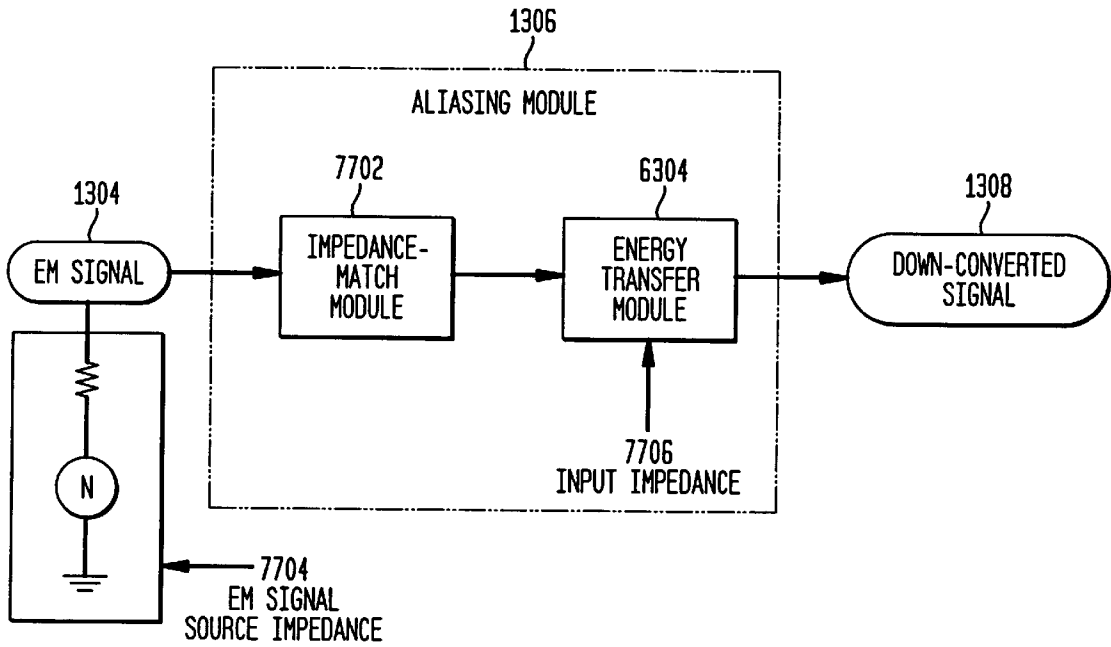 1306
ALIASING MODULE
7702
6304
1304
1308
EM SIGNAL
IMPEDANCE-
MATCH
MODULE
ENERGY
TRANSFER
MODULE
DOWN-CONVERTED
SIGNAL
N
7706
INPUT IMPEDANCE
7704
EM SIGNAL
SOURCE IMPEDANCE